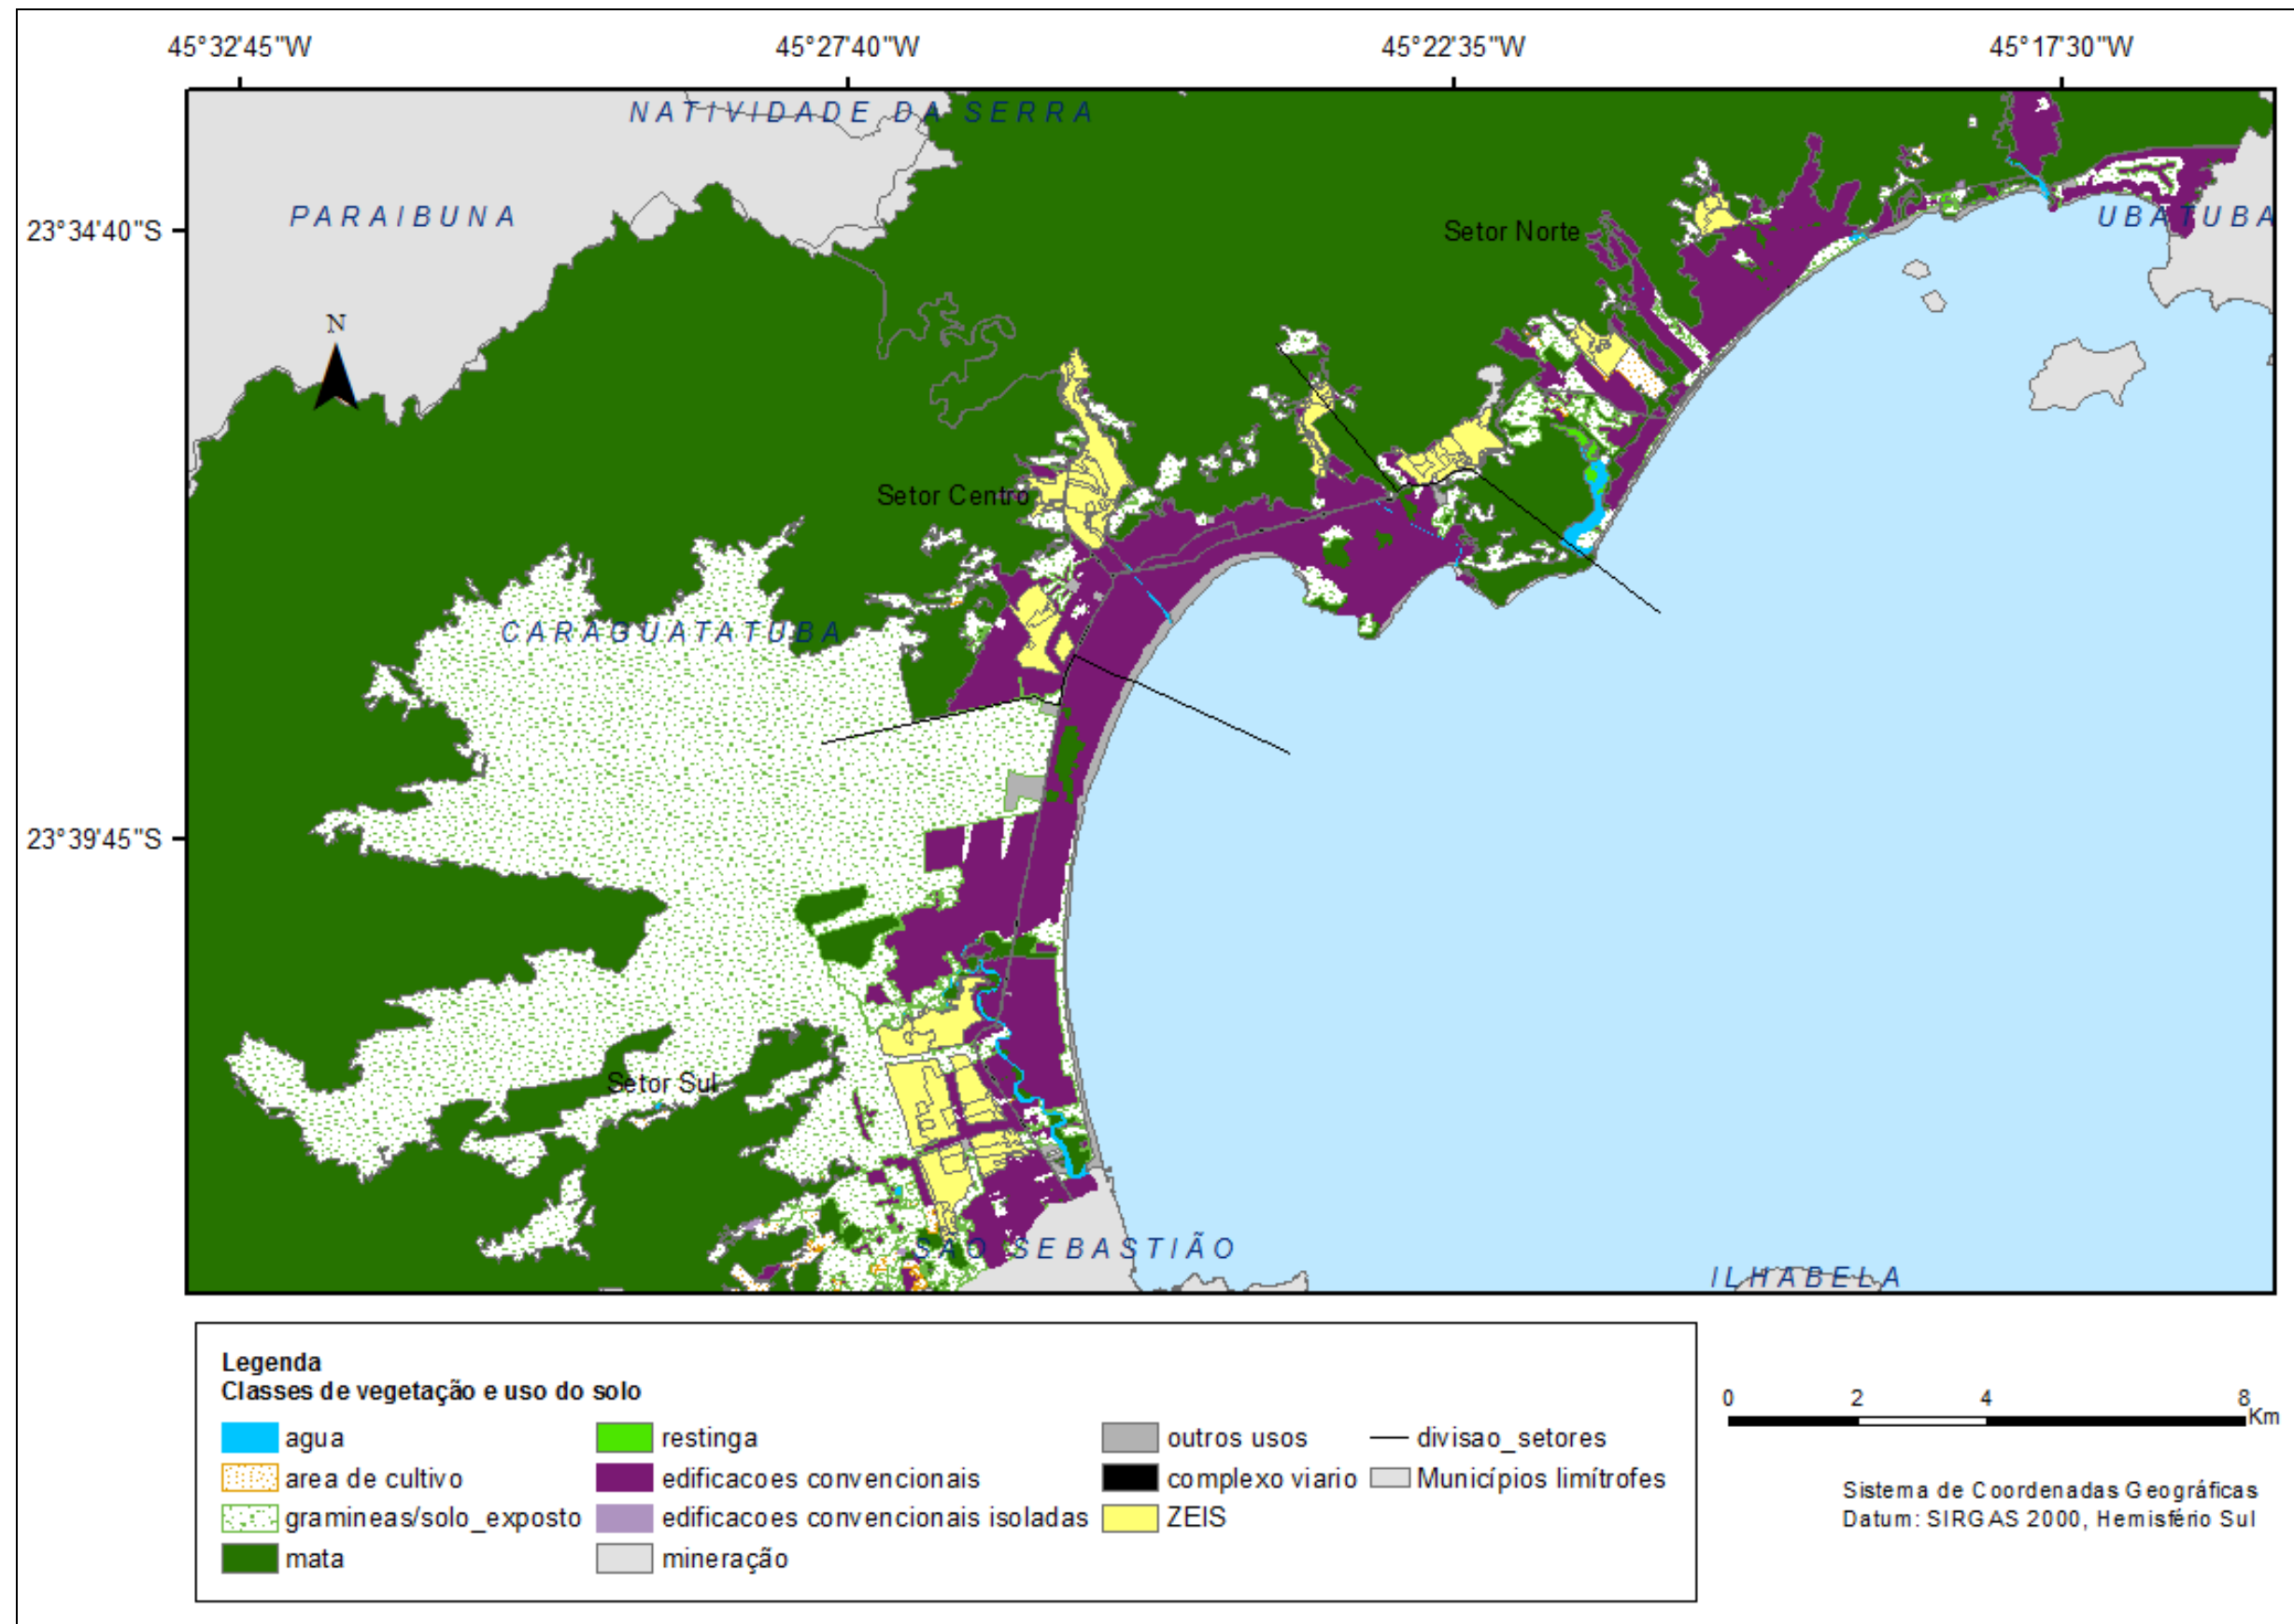 45°32'45"W 45°27'40"W 45°22'35"W 45°17'30"W
NATIVIDADE DA SERRA
PARAIBUNA
UBATUBA
23°34'40"S
Setor Norte
N
Setor Centro
CARAGUATATUBA
23°39'45"S
Setor Sul
SÃO SEBASTIÃO
ILHABELA
Legenda
Classes de vegetação e uso do solo
agua restinga outros usos divisao_setores
area de cultivo edificacoes convencionais complexo viario Municípios limítrofes
gramineas/solo_exposto edificacoes convencionais isoladas ZEIS
mata mineração
0 2 4 8
Km
Sistema de Coordenadas Geográficas
Datum: SIRGAS 2000, Hemisfério Sul